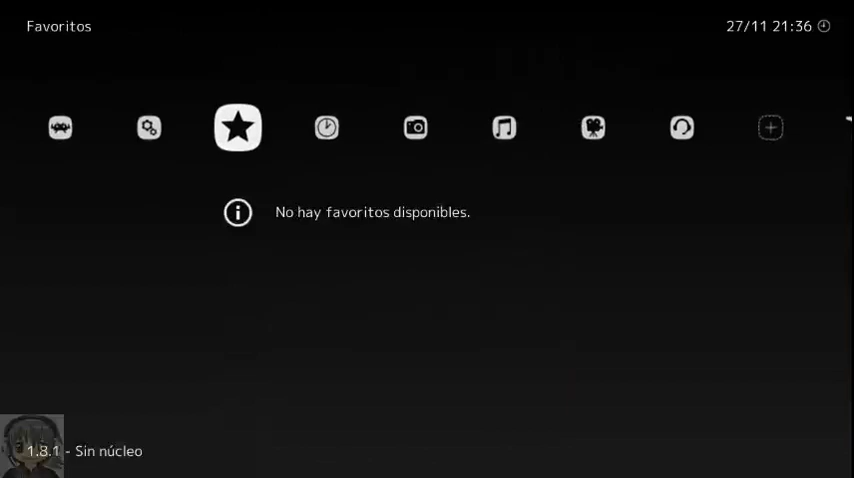 Favoritos
27/11 21:36
No hay favoritos disponibles.
1.8.1 - Sin núcleo